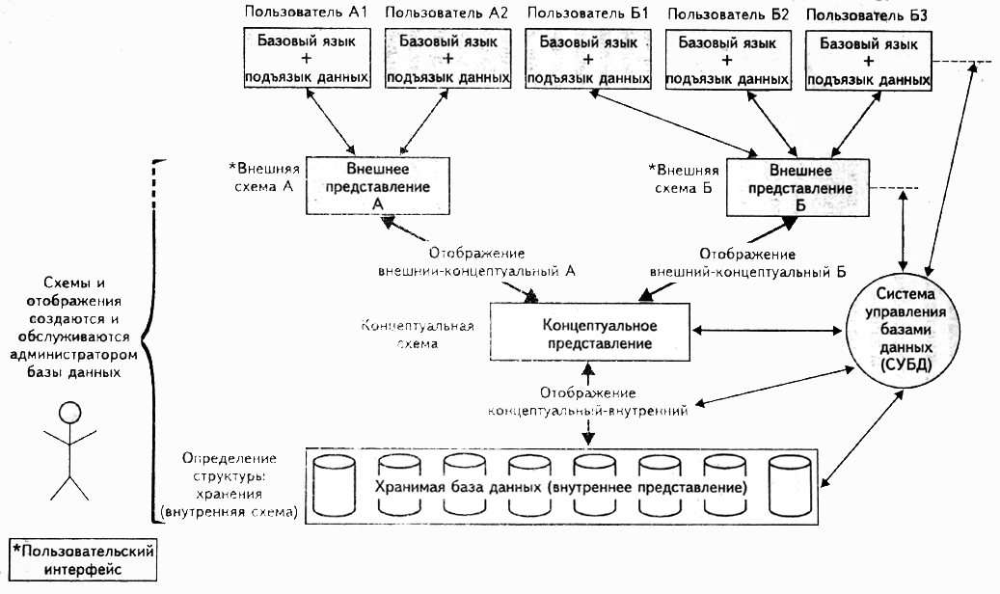 Пользователь А1 Пользователь А2 Пользователь Б1 Пользователь Б2 Пользователь Б3
Базовый язык
+
подъязык данных
Базовый язык
+
подъязык данных
Базовый язык
+
подъязык данных
Базовый язык
+
подъязык данных
Базовый язык
+
подъязык данных
*Внешняя
схема А
Внешнее
представление
А
*Внешняя
схема Б
Внешнее
представление
Б
Отображение
внешний-концептуальный А
Отображение
внешний-концептуальный Б
Схемы и
отображения
создаются и
обслуживаются
администратором
базы данных
Концептуальная
схема
Концептуальное
представление
Система
управления
базами
данных
(СУБД)
Отображение
концептуальный-внутренний
Определение
структуры
хранения
(внутренняя схема)
Хранимая база данных (внутреннее представление)
*Пользовательский
интерфейс